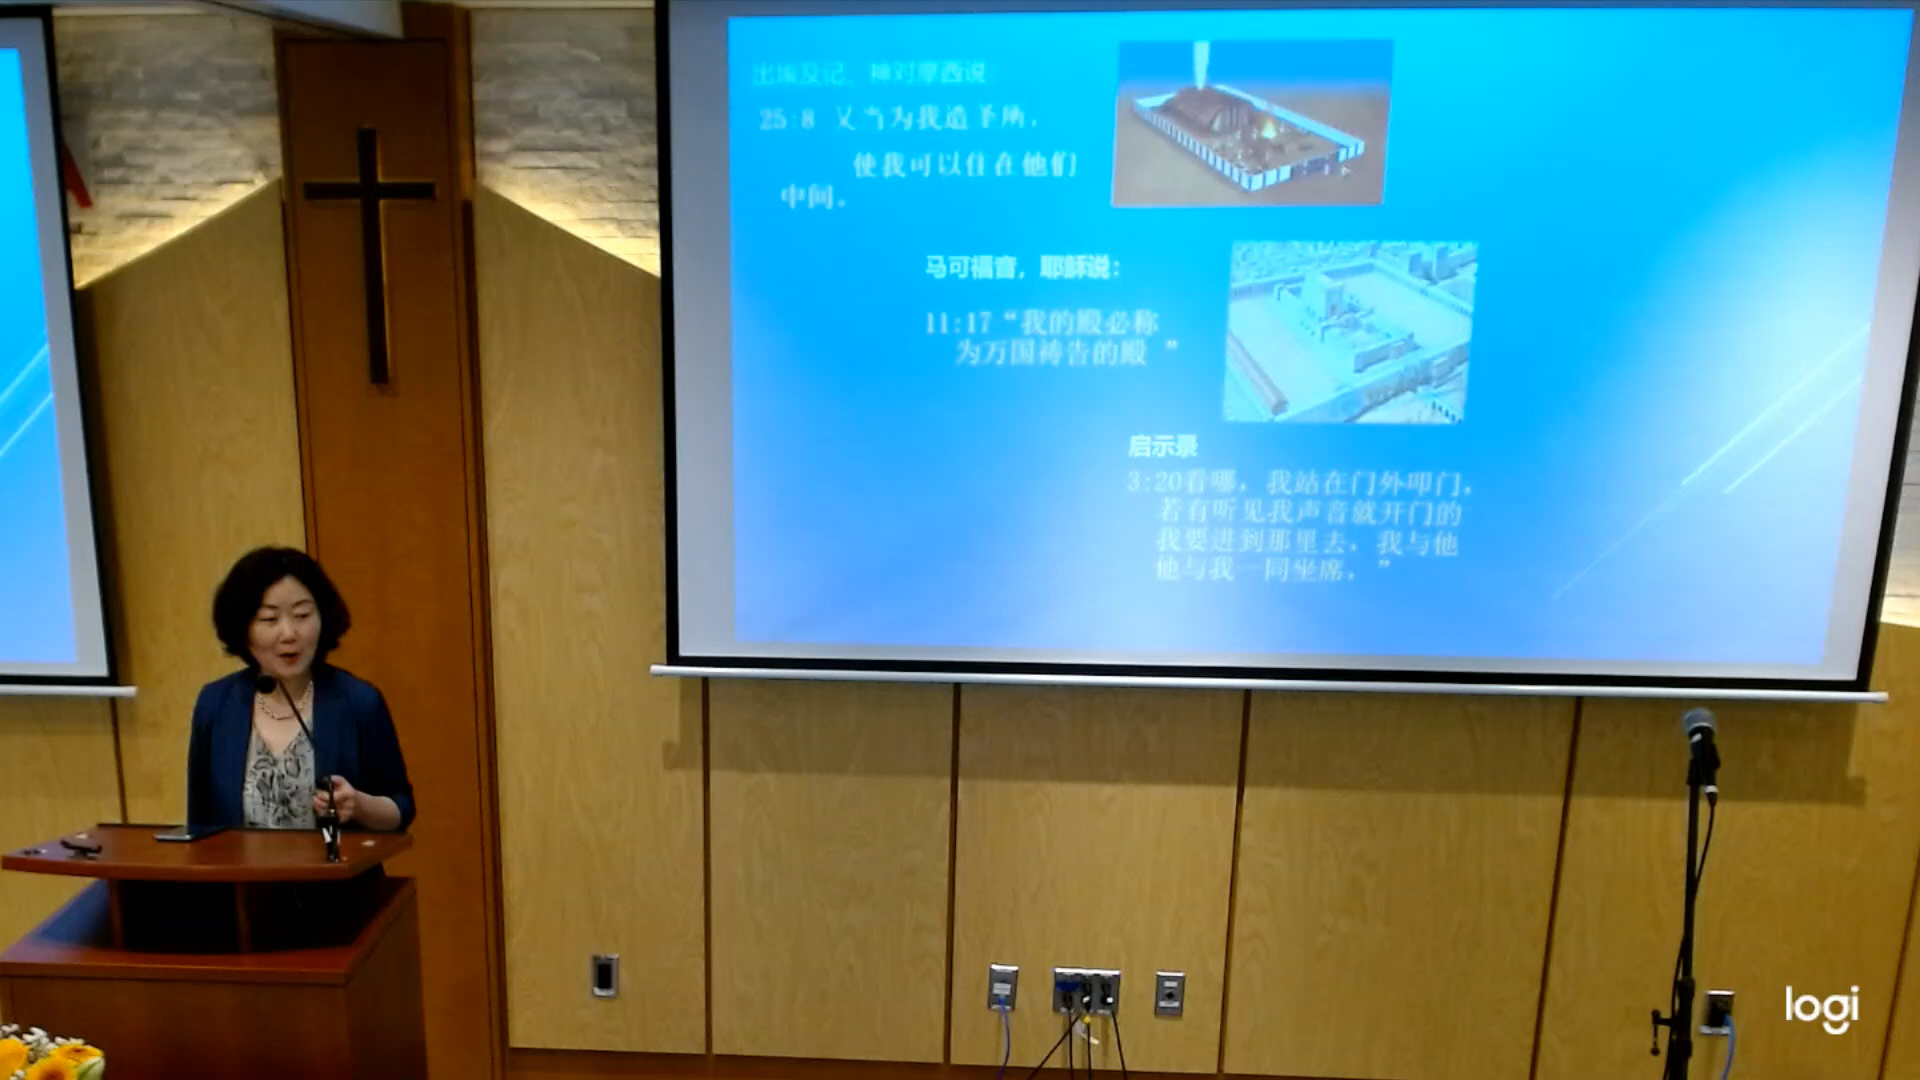 出埃及记，神对摩西说：
25:8 又当为我造圣所，
使我可以住在他们
中间。
马可福音，耶稣说：
11:17“我的殿必称
为万国祷告的殿 ”
启示录
3:20看哪，我站在门外叩门，
若有听见我声音就开门的
我要进到那里去，我与他
他与我一同坐席。”
logi